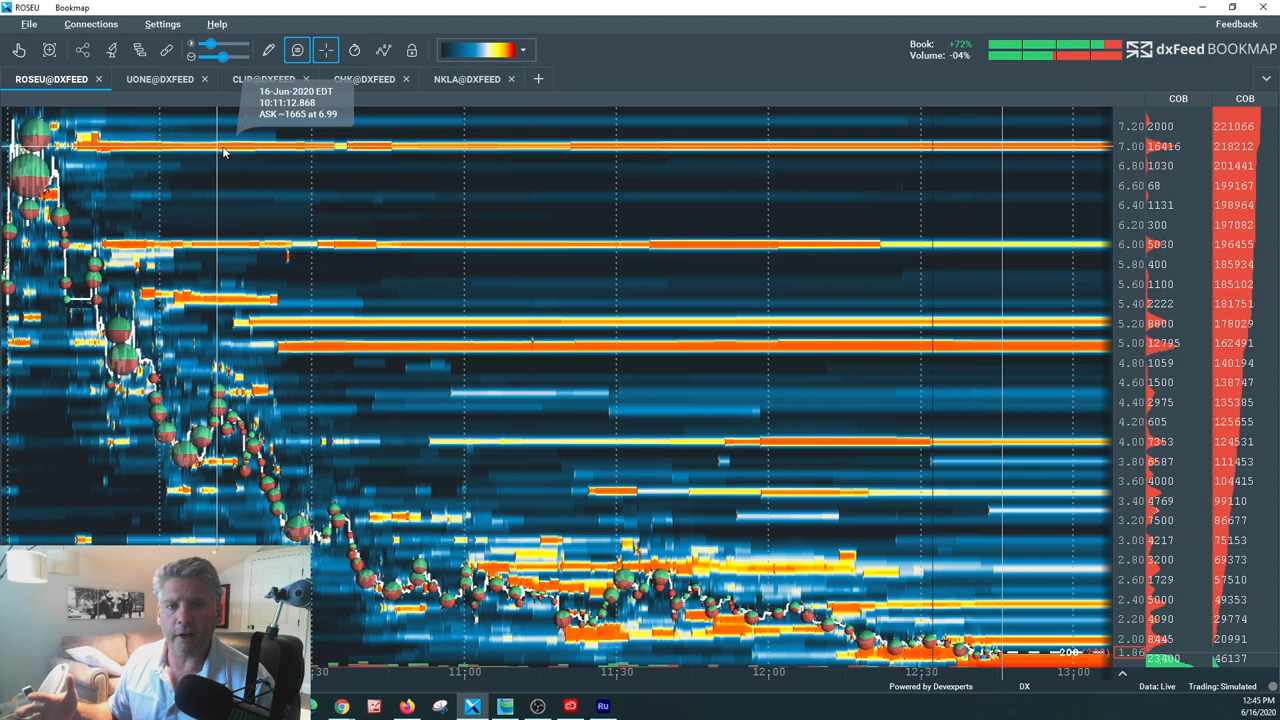 ROSEU Bookmap
File Connections Settings Help Feedback
Book: +72%
Volume: -04%
dxFeed BOOKMAP
ROSEU@DXFEED UONE@DXFEED CLIR@DXFEED CHK@DXFEED NKLA@DXFEED
16-Jun-2020 EDT
10:11:12.868
ASK ~1665 at 6.99
COB COB
7.20 2000 221066
7.00 16416 218212
6.80 1030 201441
6.60 68 199167
6.40 1131 198964
6.20 300 197082
6.00 5030 196455
5.80 400 185934
5.60 1100 185102
5.40 2222 181751
5.20 8800 178029
5.00 12795 162491
4.80 1059 140194
4.60 1500 138747
4.40 2975 135385
4.20 605 125655
4.00 7353 124531
3.80 6587 111453
3.60 4000 104415
3.40 4769 99110
3.20 7500 86677
3.00 4217 75153
2.80 3200 69373
2.60 1729 57510
2.40 5000 49353
2.20 4090 29774
2.00 8445 20991
200 (200) 1.86
23400 46137
:30 11:00 11:30 12:00 12:30 13:00
Powered by Devexperts DX Data: Live Trading: Simulated
Ru
12:45 PM
6/16/2020